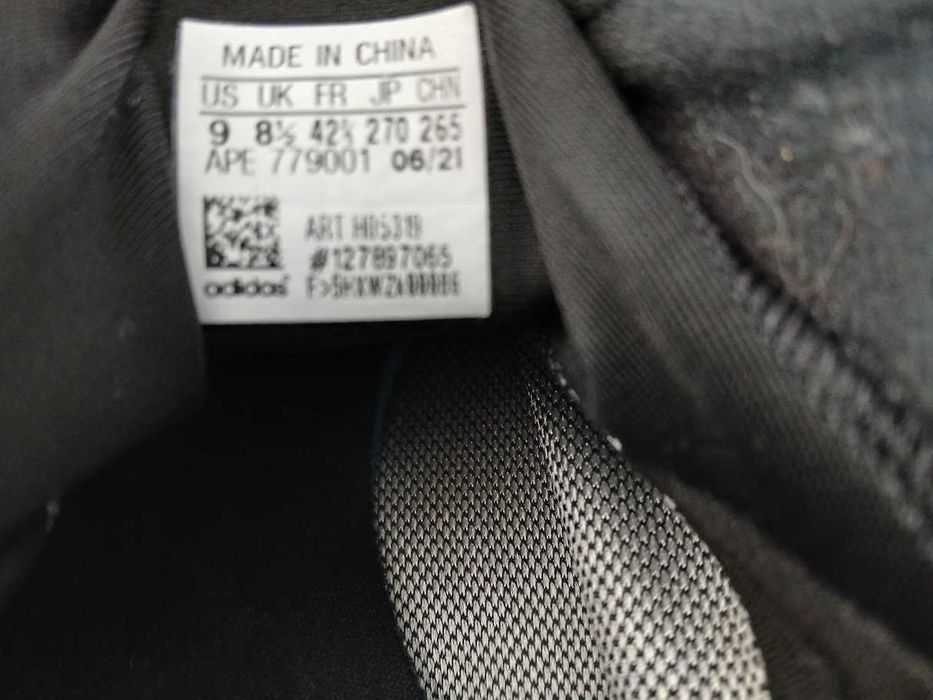 MADE IN CHINA
US UK FR JP CHN
9 8½ 42⅔ 270 265
APE 779001 06/21
ART H05319
#127897065
adidas